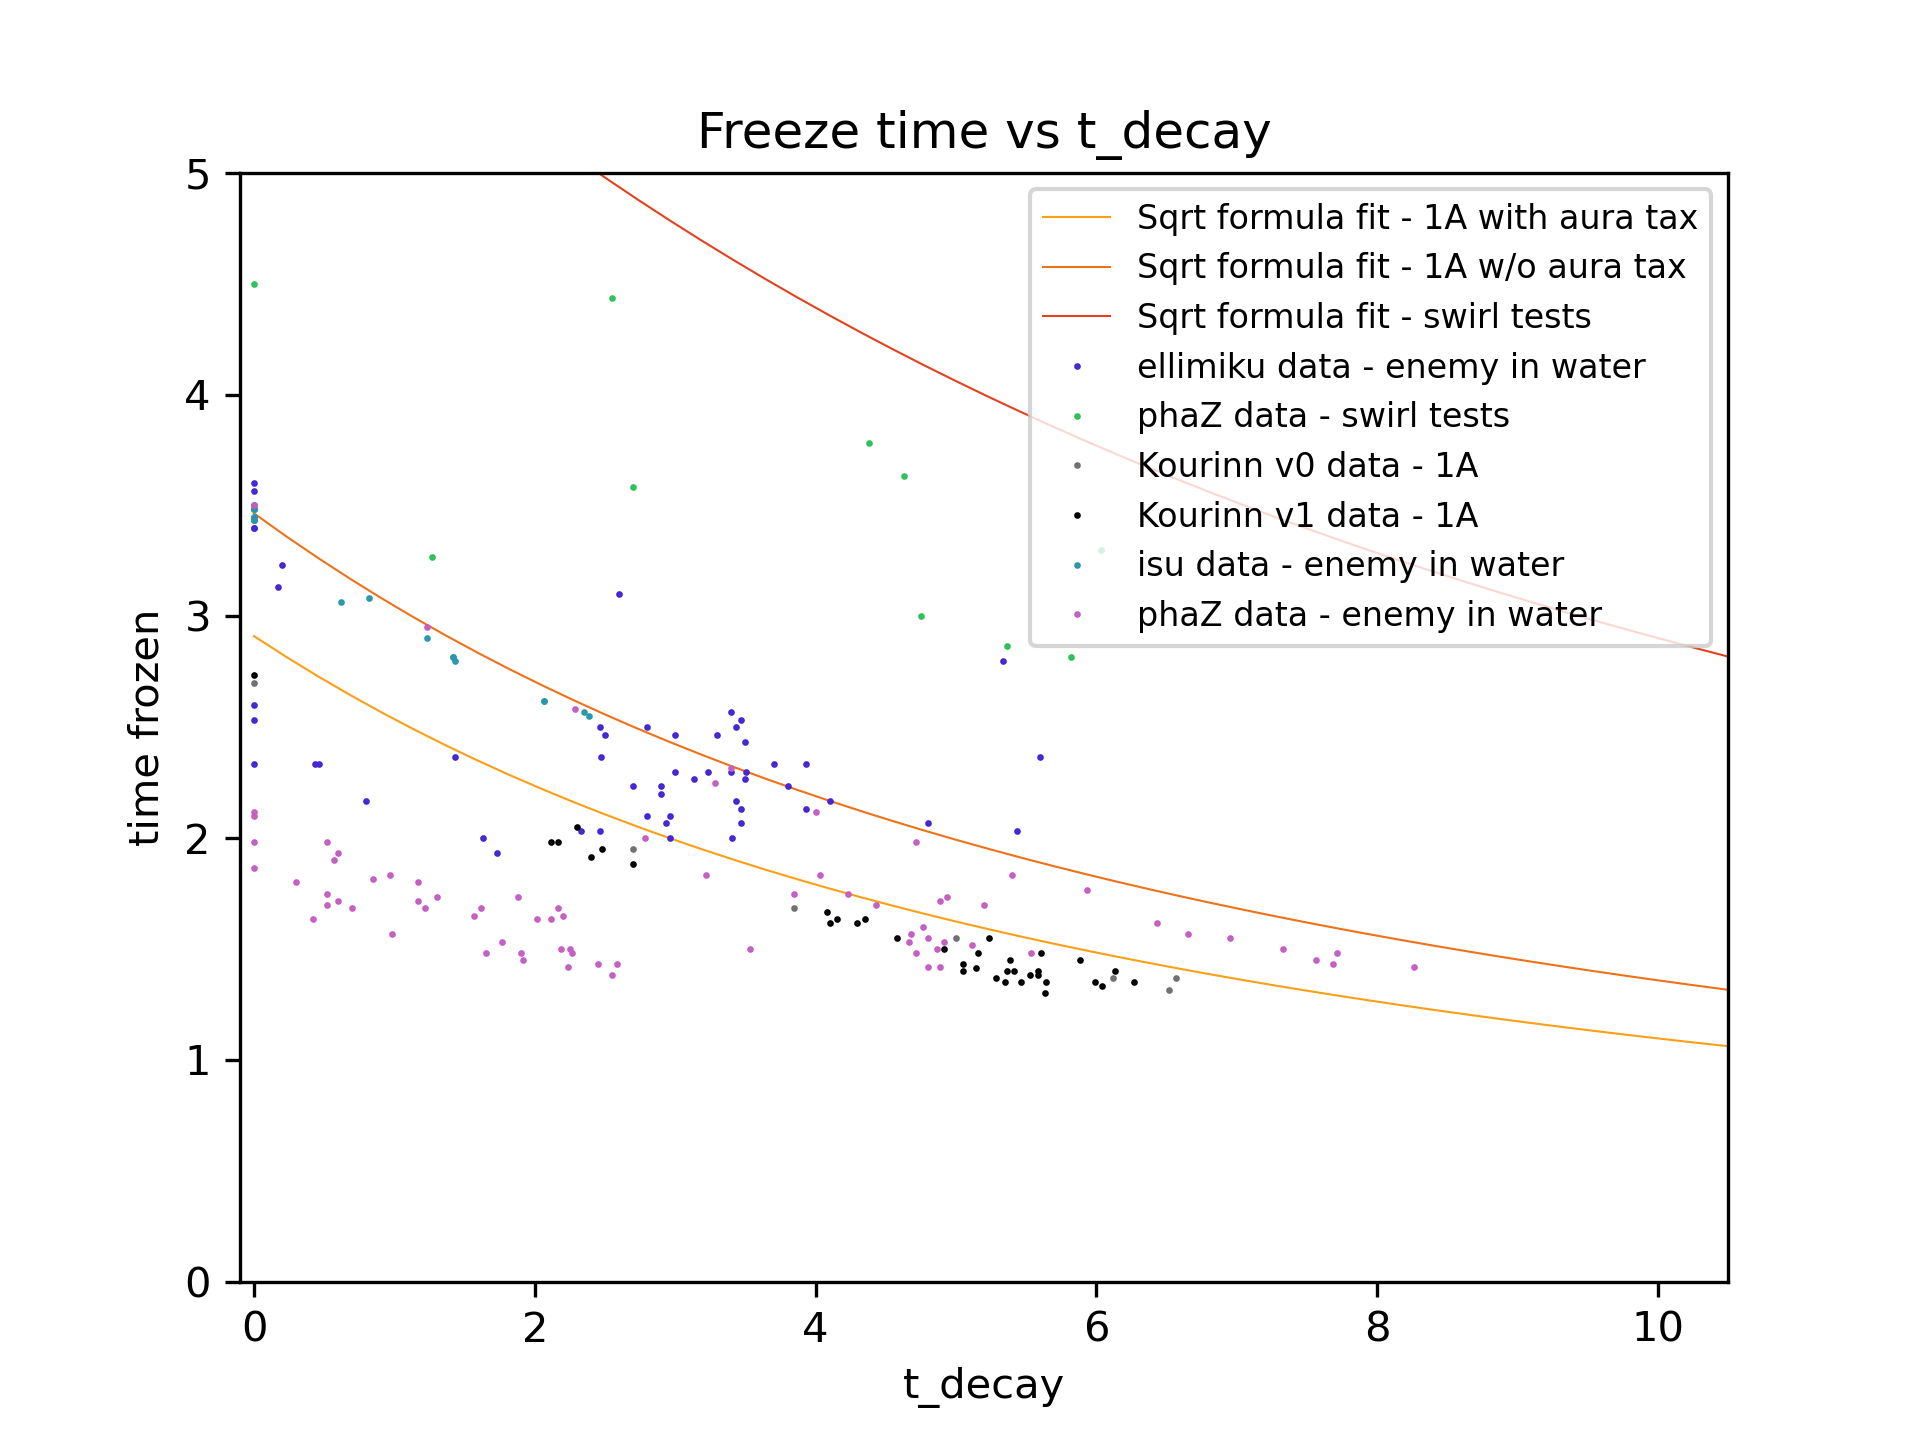 Freeze time vs t_decay
5
4
3
2
1
0
time frozen
Sqrt formula fit - 1A with aura tax
Sqrt formula fit - 1A w/o aura tax
Sqrt formula fit - swirl tests
ellimiku data - enemy in water
phaZ data - swirl tests
Kourinn v0 data - 1A
Kourinn v1 data - 1A
isu data - enemy in water
phaZ data - enemy in water
0 2 4 6 8 10
t_decay